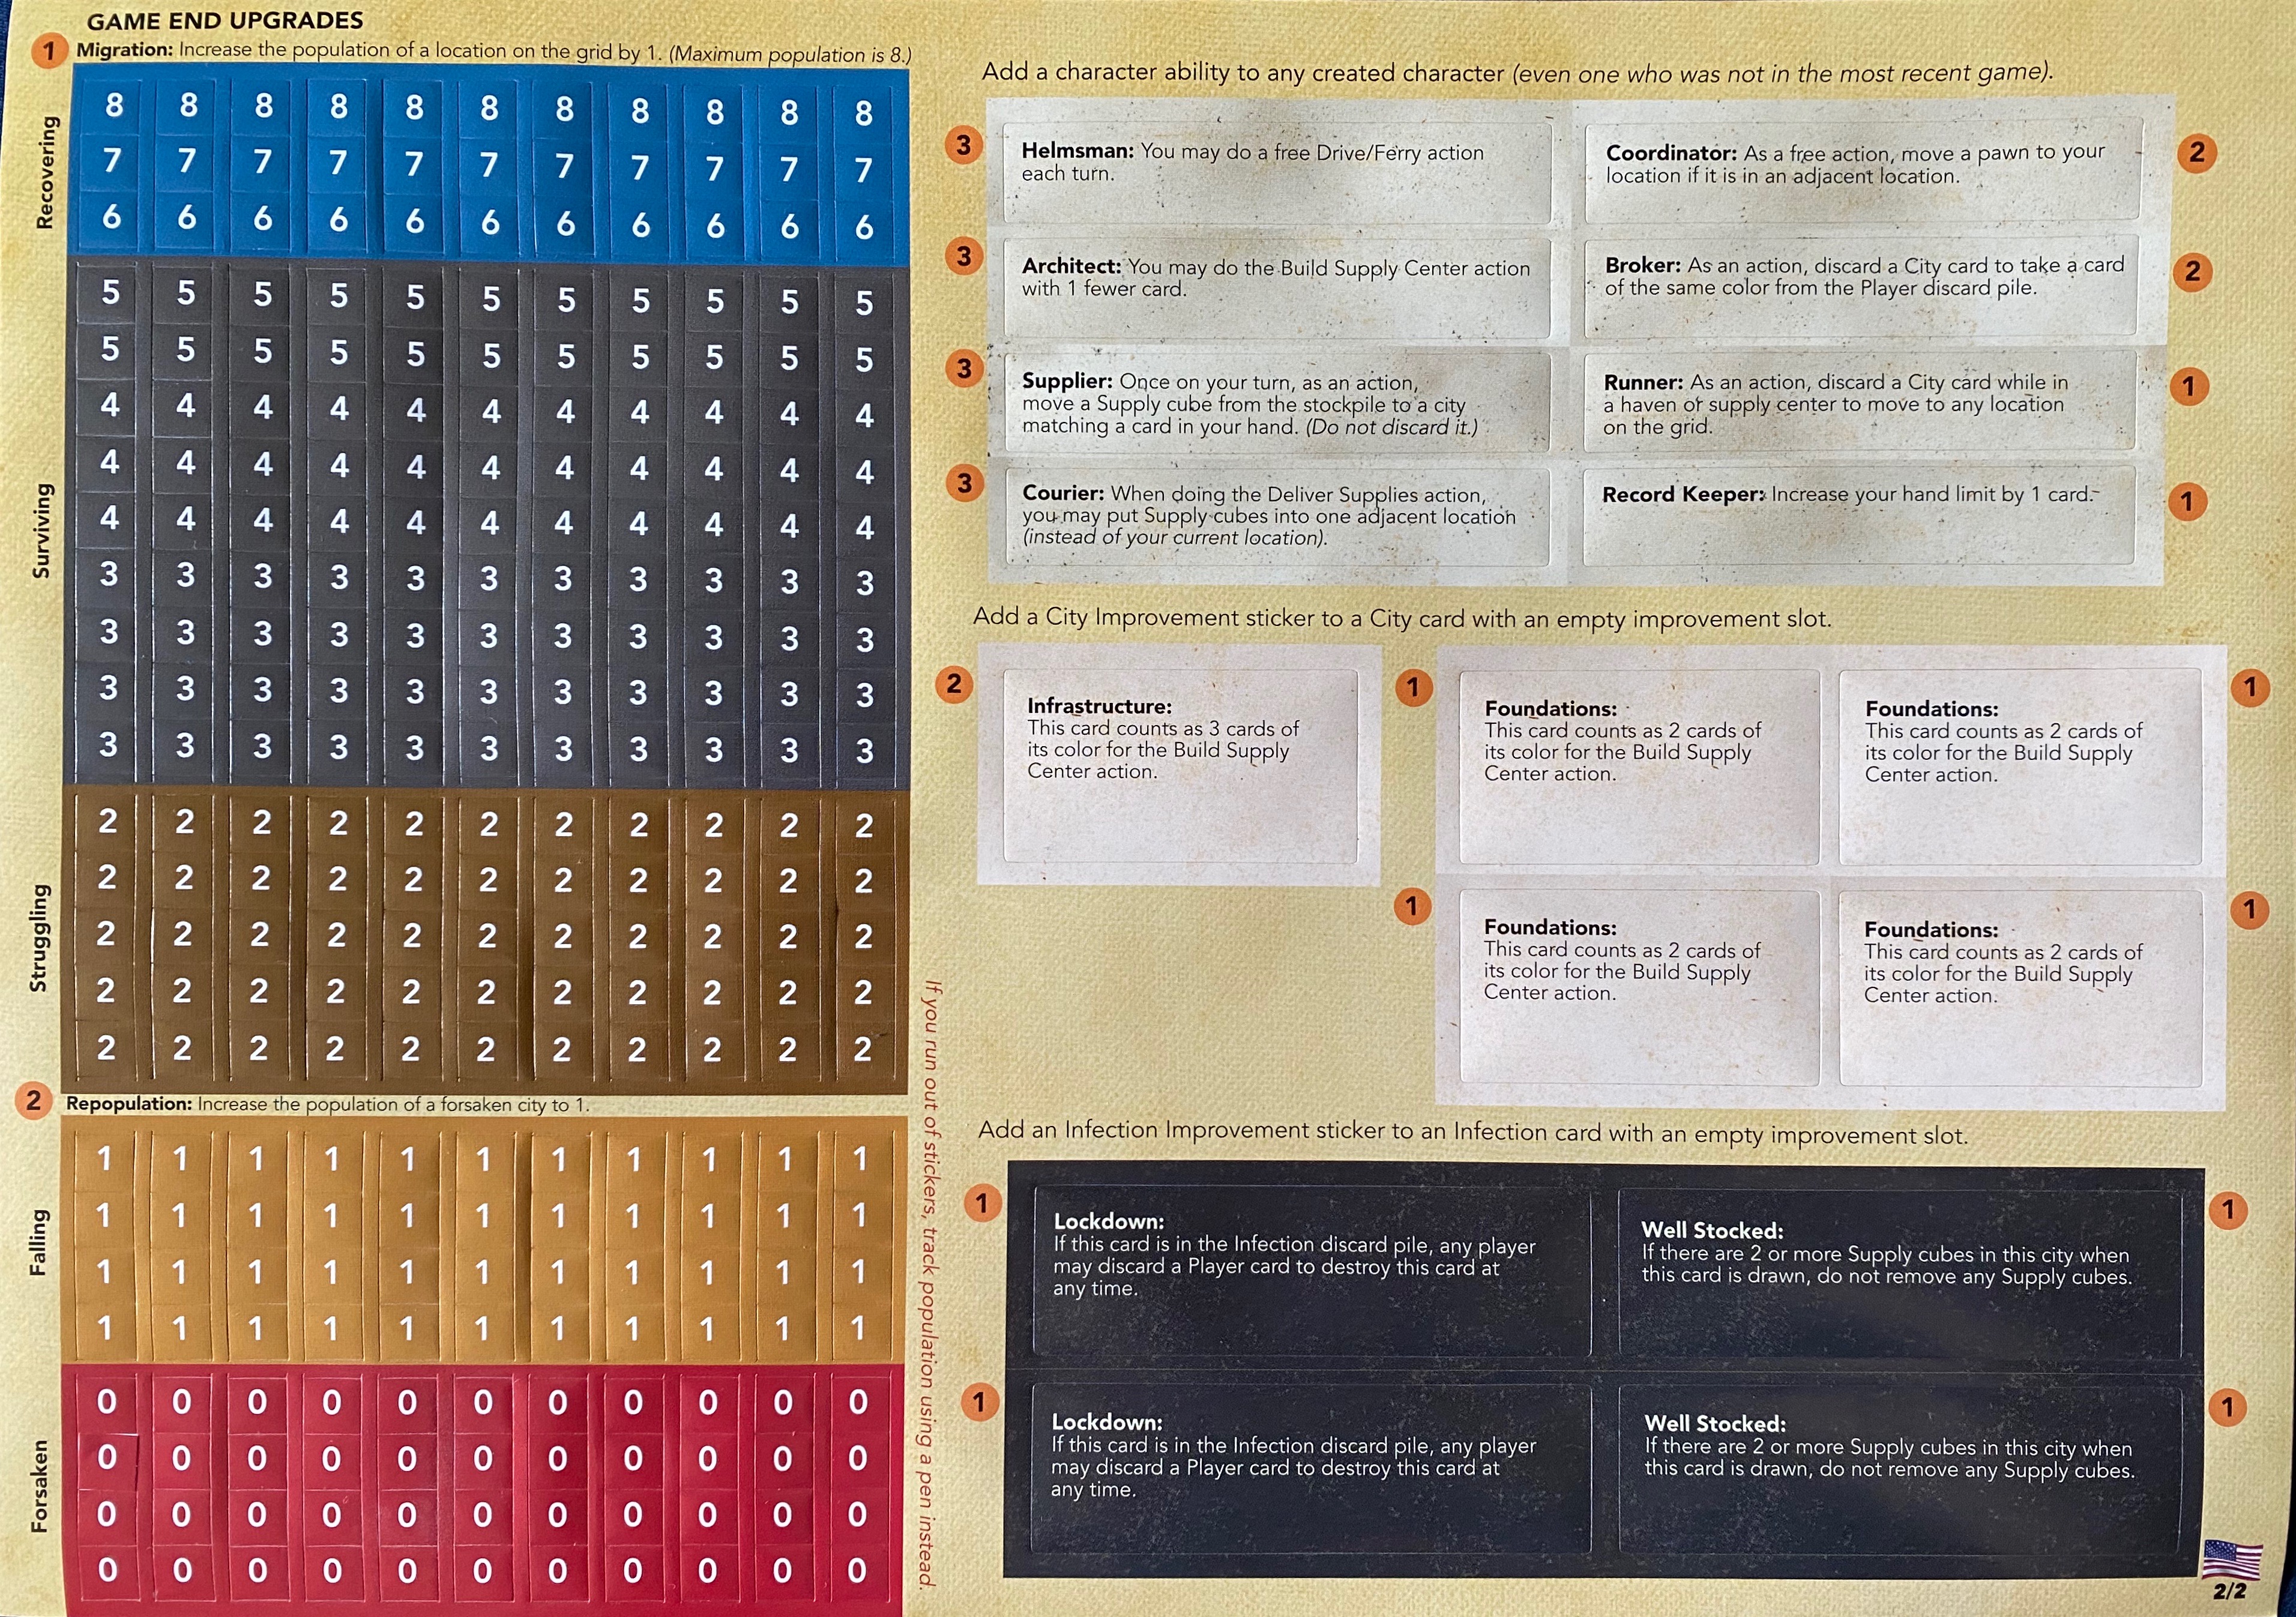 GAME END UPGRADES
1 Migration: Increase the population of a location on the grid by 1. (Maximum population is 8.)
Recovering
8 8 8 8 8 8 8 8 8 8 8
7 7 7 7 7 7 7 7 7 7 7
6 6 6 6 6 6 6 6 6 6 6
Surviving
5 5 5 5 5 5 5 5 5 5 5
5 5 5 5 5 5 5 5 5 5 5
4 4 4 4 4 4 4 4 4 4 4
4 4 4 4 4 4 4 4 4 4 4
4 4 4 4 4 4 4 4 4 4 4
3 3 3 3 3 3 3 3 3 3 3
3 3 3 3 3 3 3 3 3 3 3
3 3 3 3 3 3 3 3 3 3 3
3 3 3 3 3 3 3 3 3 3 3
Struggling
2 2 2 2 2 2 2 2 2 2 2
2 2 2 2 2 2 2 2 2 2 2
2 2 2 2 2 2 2 2 2 2 2
2 2 2 2 2 2 2 2 2 2 2
2 2 2 2 2 2 2 2 2 2 2
2 Repopulation: Increase the population of a forsaken city to 1.
Falling
1 1 1 1 1 1 1 1 1 1 1
1 1 1 1 1 1 1 1 1 1 1
1 1 1 1 1 1 1 1 1 1 1
1 1 1 1 1 1 1 1 1 1 1
Forsaken
0 0 0 0 0 0 0 0 0 0 0
0 0 0 0 0 0 0 0 0 0 0
0 0 0 0 0 0 0 0 0 0 0
0 0 0 0 0 0 0 0 0 0 0
If you run out of stickers, track population using a pen instead.
Add a character ability to any created character (even one who was not in the most recent game).
3
Helmsman: You may do a free Drive/Ferry action
each turn.
Coordinator: As a free action, move a pawn to your
location if it is in an adjacent location.
2
3
Architect: You may do the Build Supply Center action
with 1 fewer card.
Broker: As an action, discard a City card to take a card
of the same color from the Player discard pile.
2
3
Supplier: Once on your turn, as an action,
move a Supply cube from the stockpile to a city
matching a card in your hand. (Do not discard it.)
Runner: As an action, discard a City card while in
a haven or supply center to move to any location
on the grid.
1
3
Courier: When doing the Deliver Supplies action,
you may put Supply cubes into one adjacent location
(instead of your current location).
Record Keeper: Increase your hand limit by 1 card.
1
Add a City Improvement sticker to a City card with an empty improvement slot.
2
Infrastructure:
This card counts as 3 cards of
its color for the Build Supply
Center action.
1
Foundations:
This card counts as 2 cards of
its color for the Build Supply
Center action.
Foundations:
This card counts as 2 cards of
its color for the Build Supply
Center action.
1
1
Foundations:
This card counts as 2 cards of
its color for the Build Supply
Center action.
Foundations:
This card counts as 2 cards of
its color for the Build Supply
Center action.
1
Add an Infection Improvement sticker to an Infection card with an empty improvement slot.
1
Lockdown:
If this card is in the Infection discard pile, any player
may discard a Player card to destroy this card at
any time.
Well Stocked:
If there are 2 or more Supply cubes in this city when
this card is drawn, do not remove any Supply cubes.
1
1
Lockdown:
If this card is in the Infection discard pile, any player
may discard a Player card to destroy this card at
any time.
Well Stocked:
If there are 2 or more Supply cubes in this city when
this card is drawn, do not remove any Supply cubes.
1
2/2